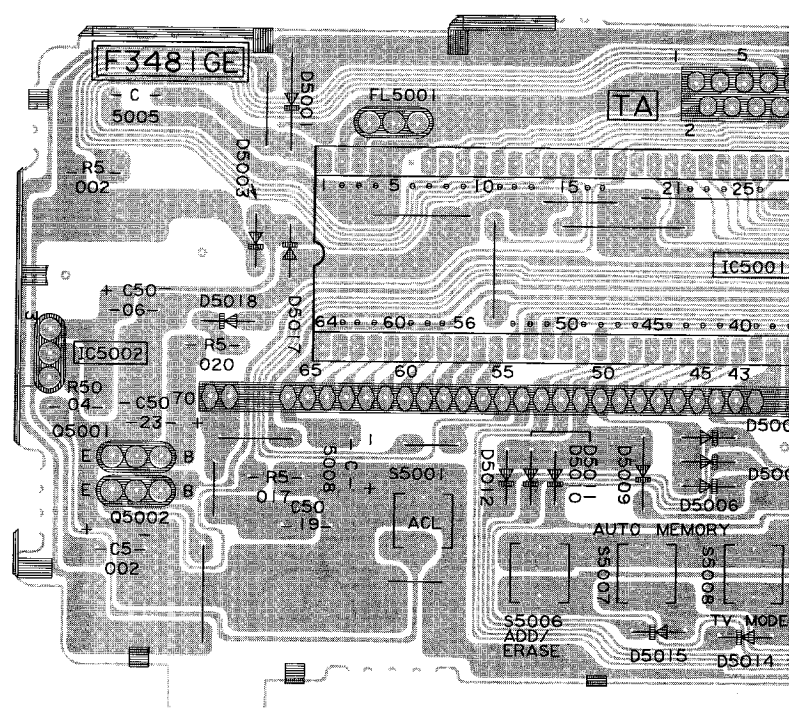 F3481GE
1 5
D5001
FL5001
TA
C
5005
2
D5003
R5
002
1 5 10 15 21 25
IC5001
C50
06
D5018
D5017
64 60 56 50 45 40
3
IC5002
R5
020
65 60 55 50 45 43
R50
04
C50
23
70
Q5001
E B
5008
C
S5001
D5012
D5011
D5010
D5009
D5006
E B
R5
017
C50
19
Q5002
ACL
AUTO MEMORY
C5
002
S5007
S5008
S5006
ADD/
ERASE
TV MODE
D5015
D5014